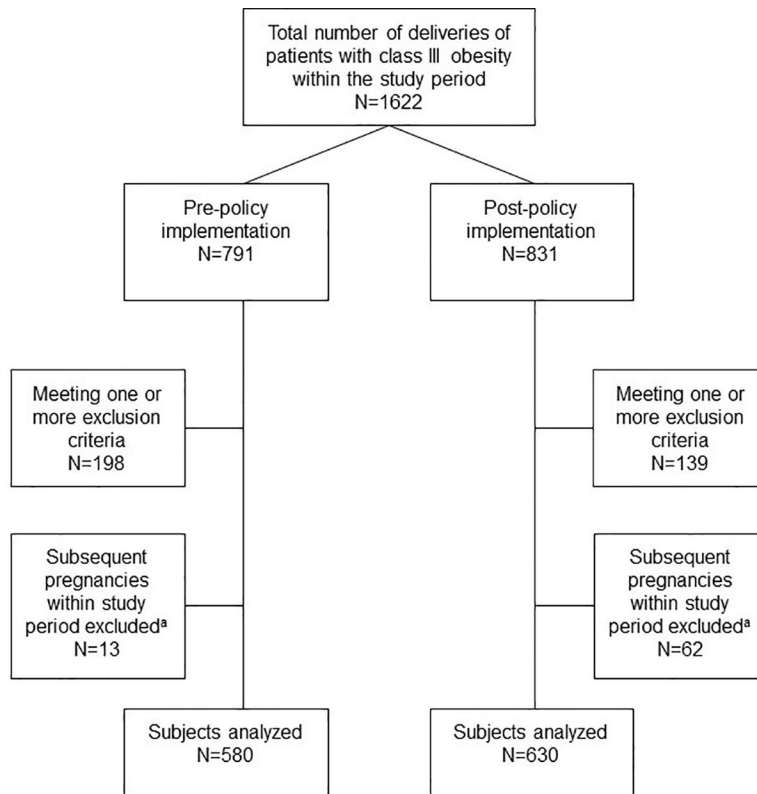 Total number of deliveries of
patients with class III obesity
within the study period
N=1622
Pre-policy
implementation
N=791
Post-policy
implementation
N=831
Meeting one or
more exclusion
criteria
N=198
Meeting one or
more exclusion
criteria
N=139
Subsequent
pregnancies
within study
period excludedª
N=13
Subsequent
pregnancies
within study
period excludedª
N=62
Subjects analyzed
N=580
Subjects analyzed
N=630